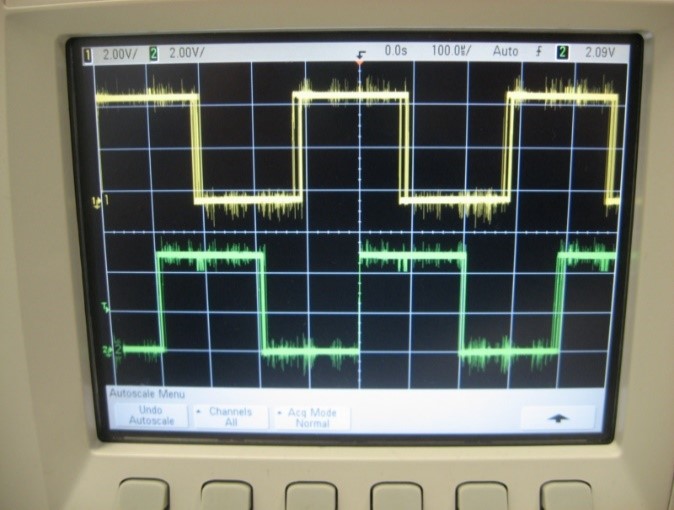 1 2.00V/ 2 2.00V/ 0.0s 100.0⁠s/ Auto 2 2.09V
1
T
2
Autoscale Menu
Undo Autoscale
Channels All
Acq Mode Normal